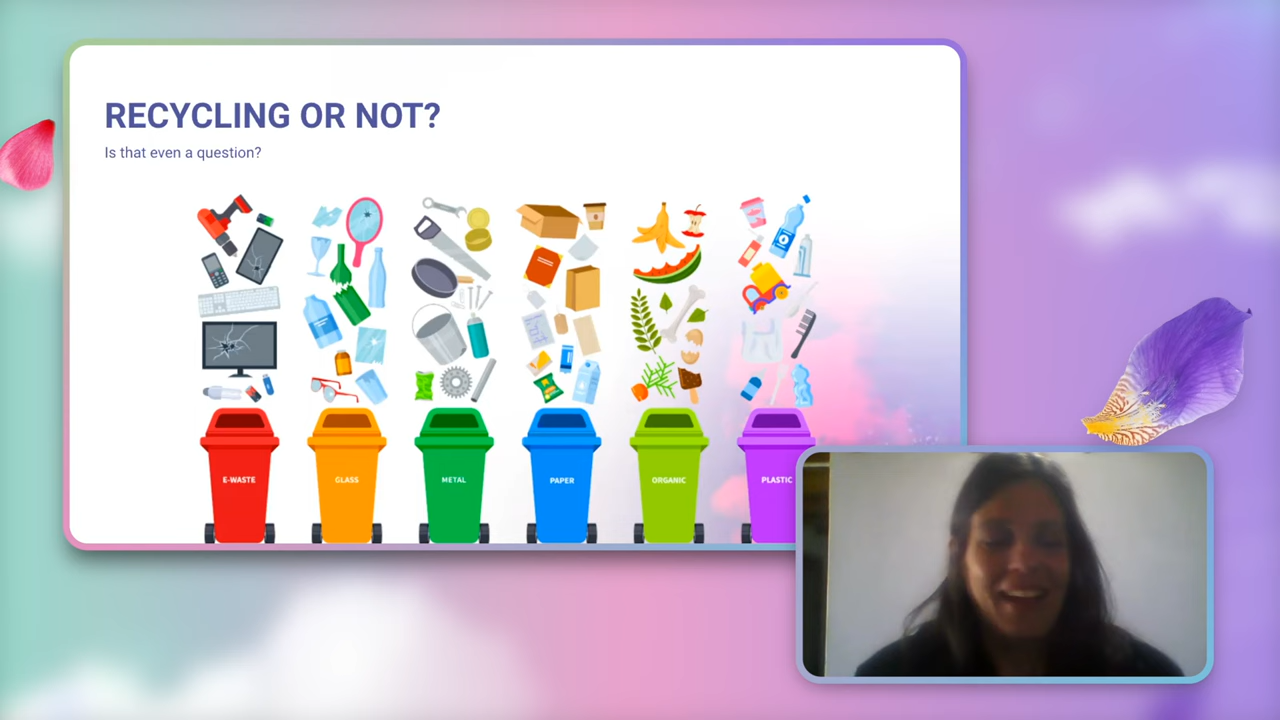 RECYCLING OR NOT?
Is that even a question?
E-WASTE
GLASS
METAL
PAPER
ORGANIC
PLASTIC